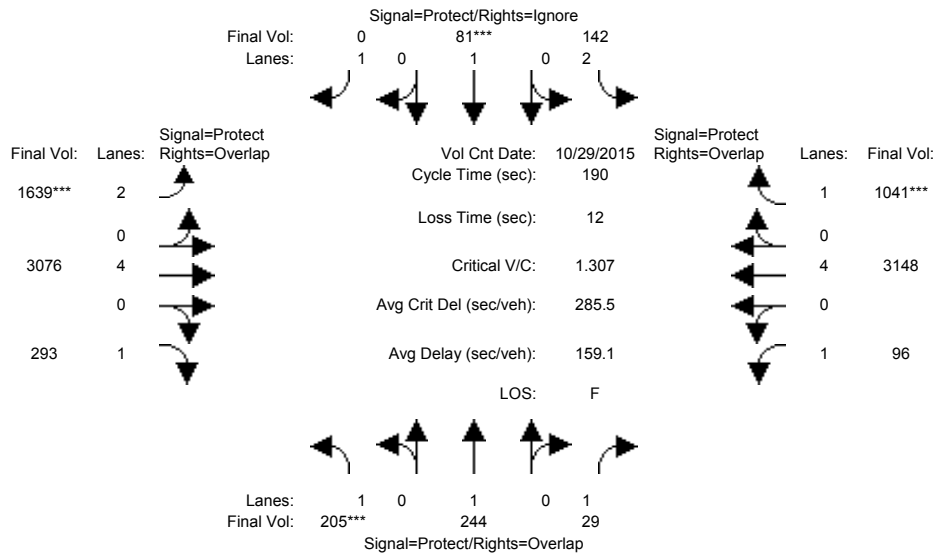 Signal=Protect/Rights=Ignore
Final Vol: 0 81*** 142
Lanes: 1 0 1 0 2
Signal=Protect
Final Vol: Lanes: Rights=Overlap
Vol Cnt Date: 10/29/2015
Signal=Protect
Rights=Overlap Lanes: Final Vol:
Cycle Time (sec): 190
1639*** 2
1 1041***
Loss Time (sec): 12
0
0
3076 4
Critical V/C: 1.307
4 3148
0
Avg Crit Del (sec/veh): 285.5
0
293 1
Avg Delay (sec/veh): 159.1
1 96
LOS: F
Lanes: 1 0 1 0 1
Final Vol: 205*** 244 29
Signal=Protect/Rights=Overlap